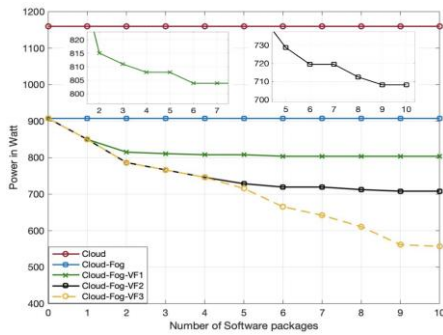 1200
1100
1000
900
800
700
600
500
400
Power in Watt
820
815
810
805
800
2 3 4 5 6 7
730
720
710
700
5 6 7 8 9 10
Cloud
Cloud-Fog
Cloud-Fog-VF1
Cloud-Fog-VF2
Cloud-Fog-VF3
0 1 2 3 4 5 6 7 8 9 10
Number of Software packages